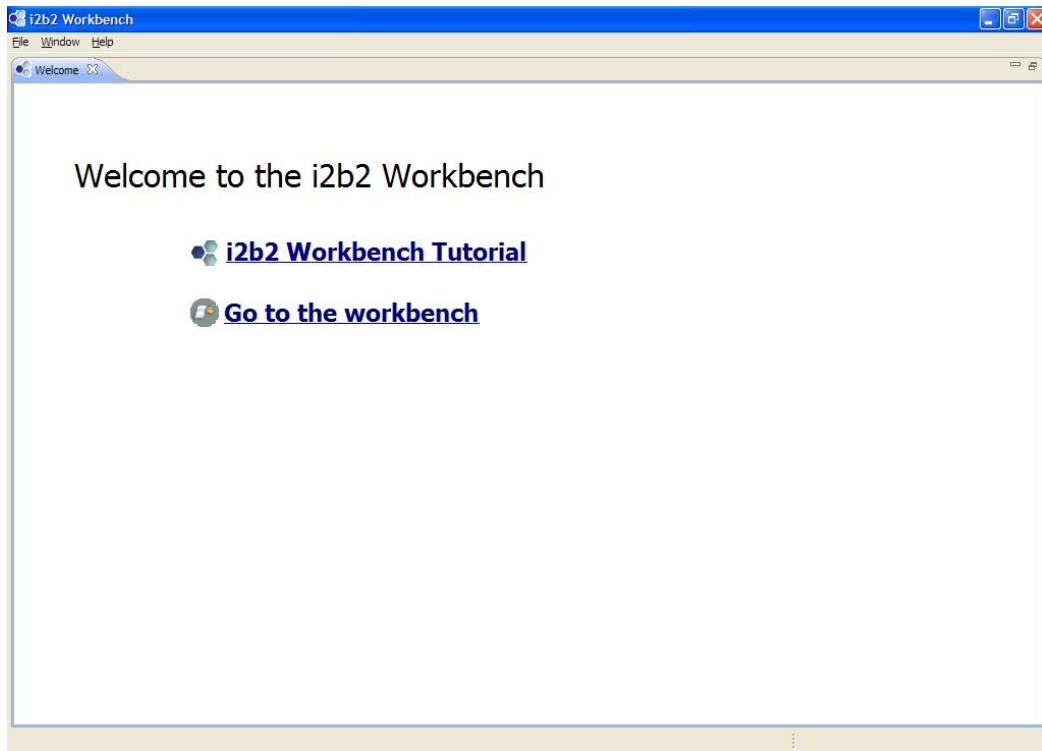 i2b2 Workbench
File Window Help
Welcome
Welcome to the i2b2 Workbench
i2b2 Workbench Tutorial
Go to the workbench